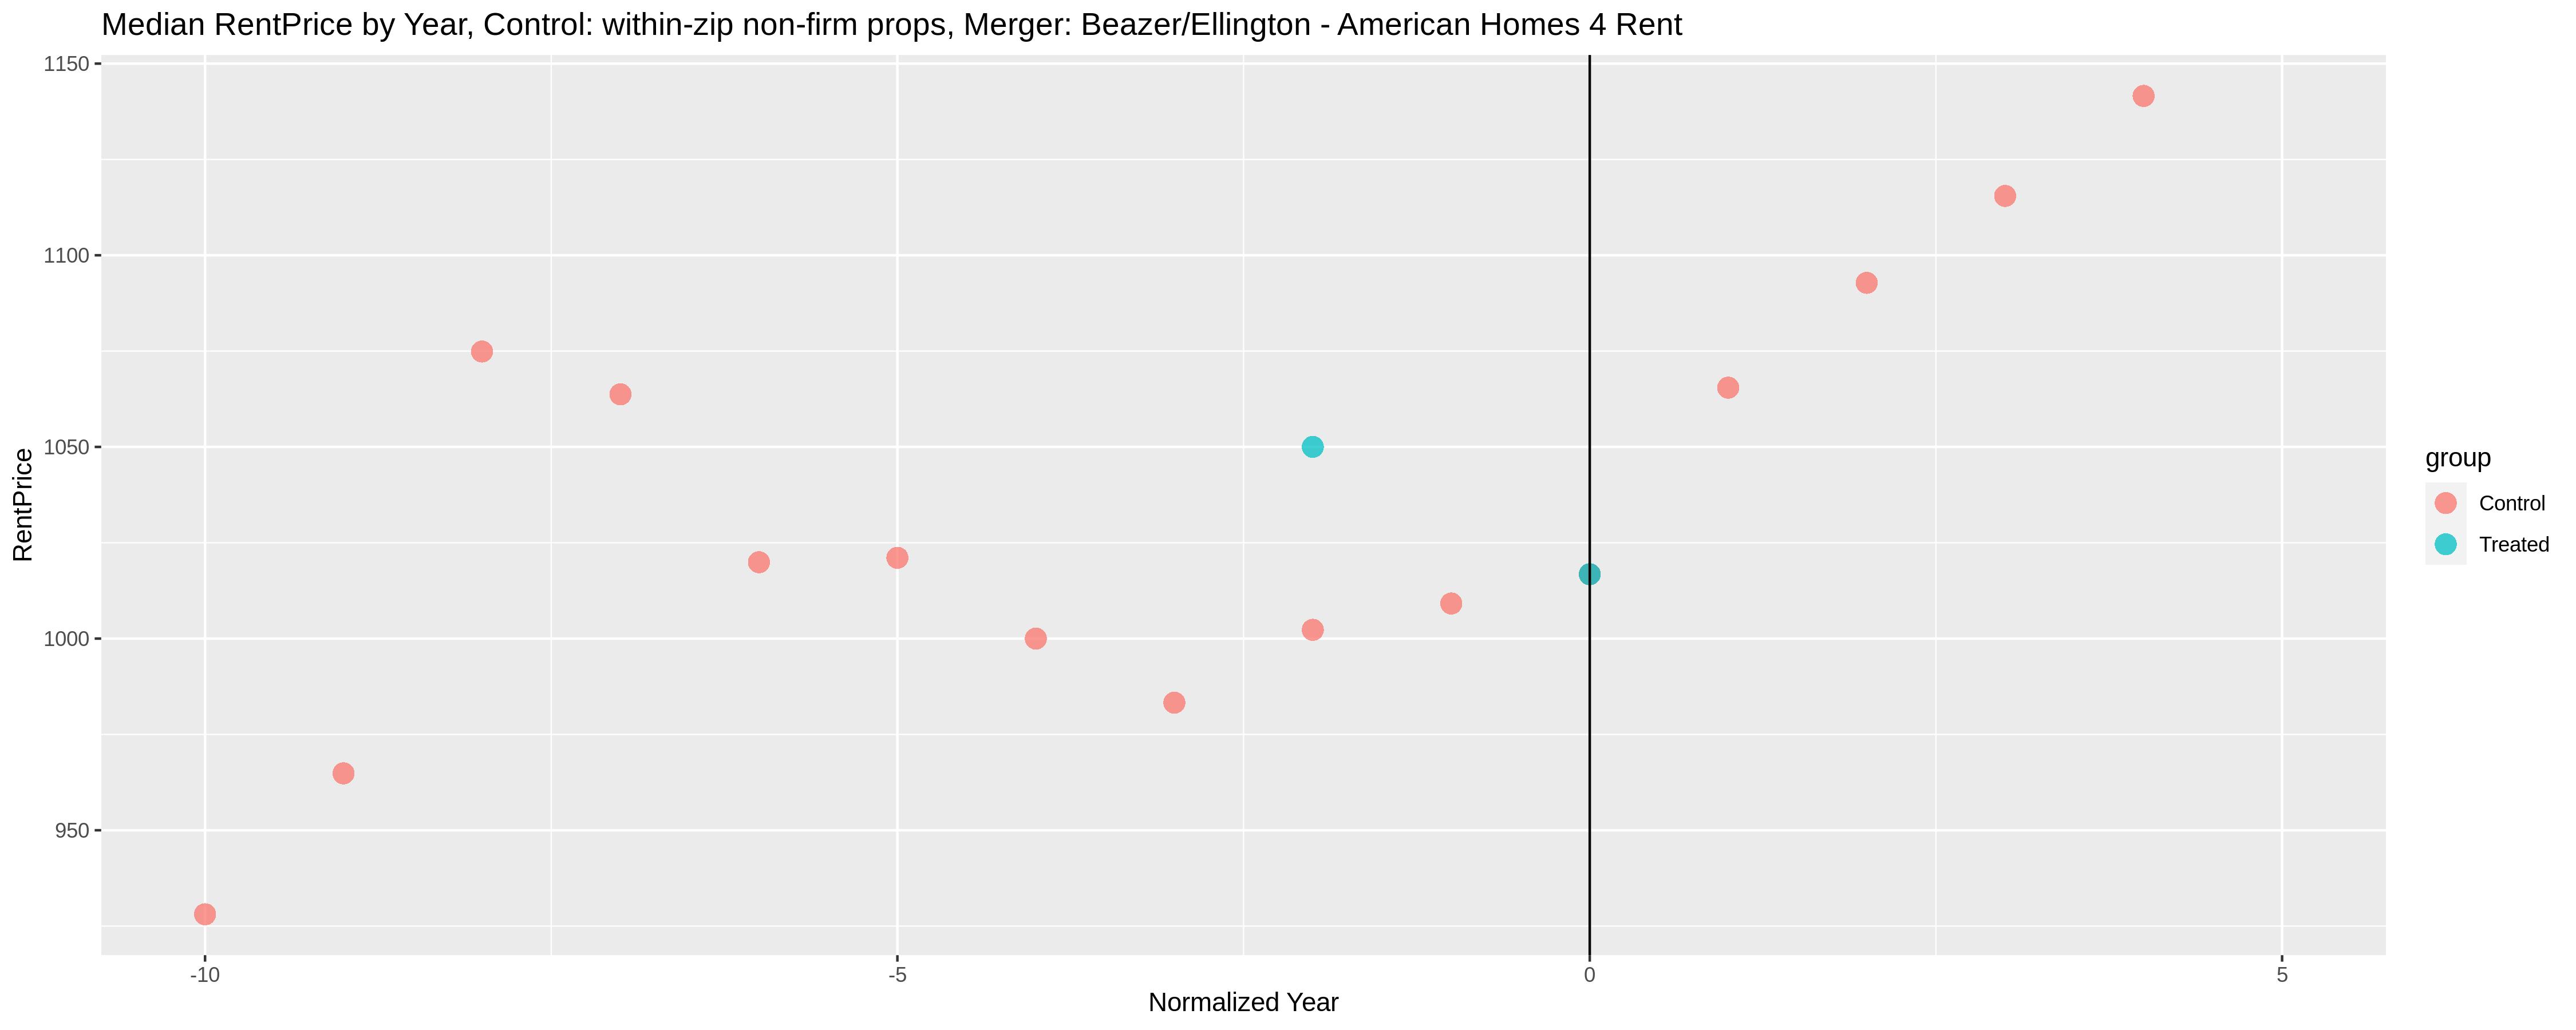 Median RentPrice by Year, Control: within-zip non-firm props, Merger: Beazer/Ellington - American Homes 4 Rent
1150
1100
1050
1000
950
RentPrice
-10
-5
0
5
Normalized Year
group
Control
Treated